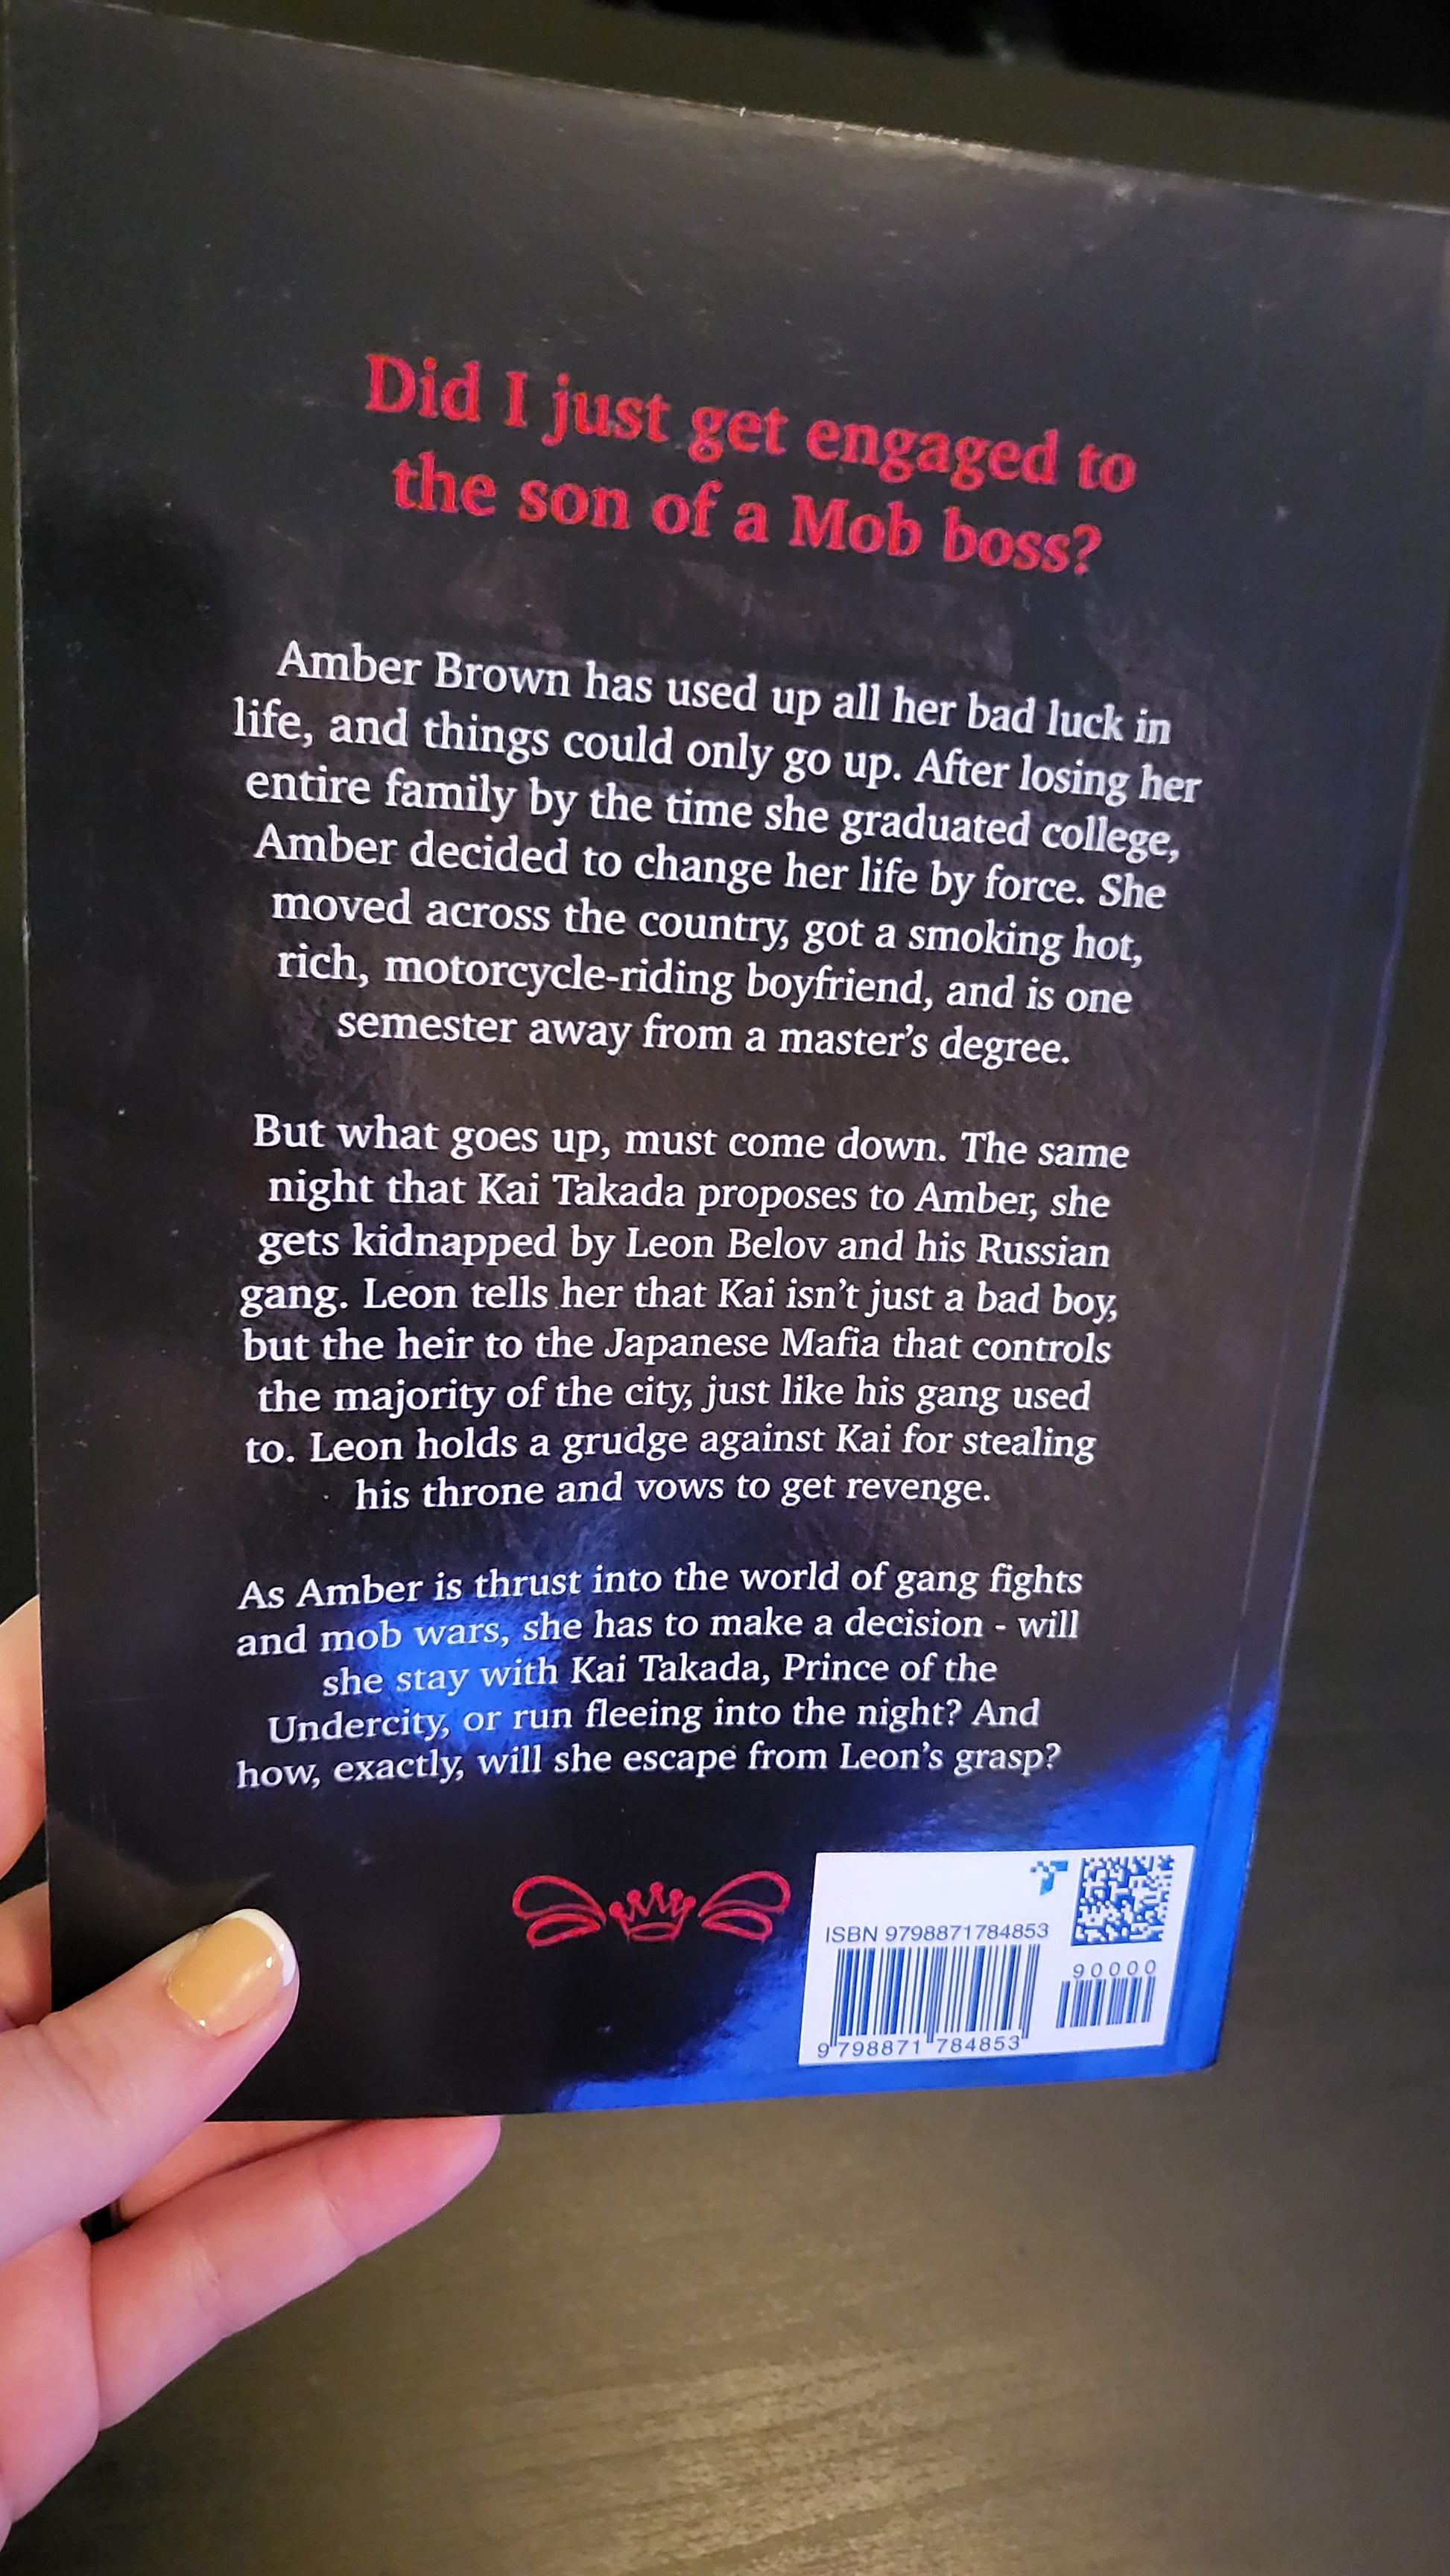 Did I just get engaged to
the son of a Mob boss?
Amber Brown has used up all her bad luck in
life, and things could only go up. After losing her
entire family by the time she graduated college,
Amber decided to change her life by force. She
moved across the country, got a smoking hot,
rich, motorcycle-riding boyfriend, and is one
semester away from a master's degree.
But what goes up, must come down. The same
night that Kai Takada proposes to Amber, she
gets kidnapped by Leon Belov and his Russian
gang. Leon tells her that Kai isn't just a bad boy,
but the heir to the Japanese Mafia that controls
the majority of the city, just like his gang used
to. Leon holds a grudge against Kai for stealing
his throne and vows to get revenge.
As Amber is thrust into the world of gang fights
and mob wars, she has to make a decision - will
she stay with Kai Takada, Prince of the
Undercity, or run fleeing into the night? And
how, exactly, will she escape from Leon's grasp?
ISBN 9798871784853
90000
9 798871 784853